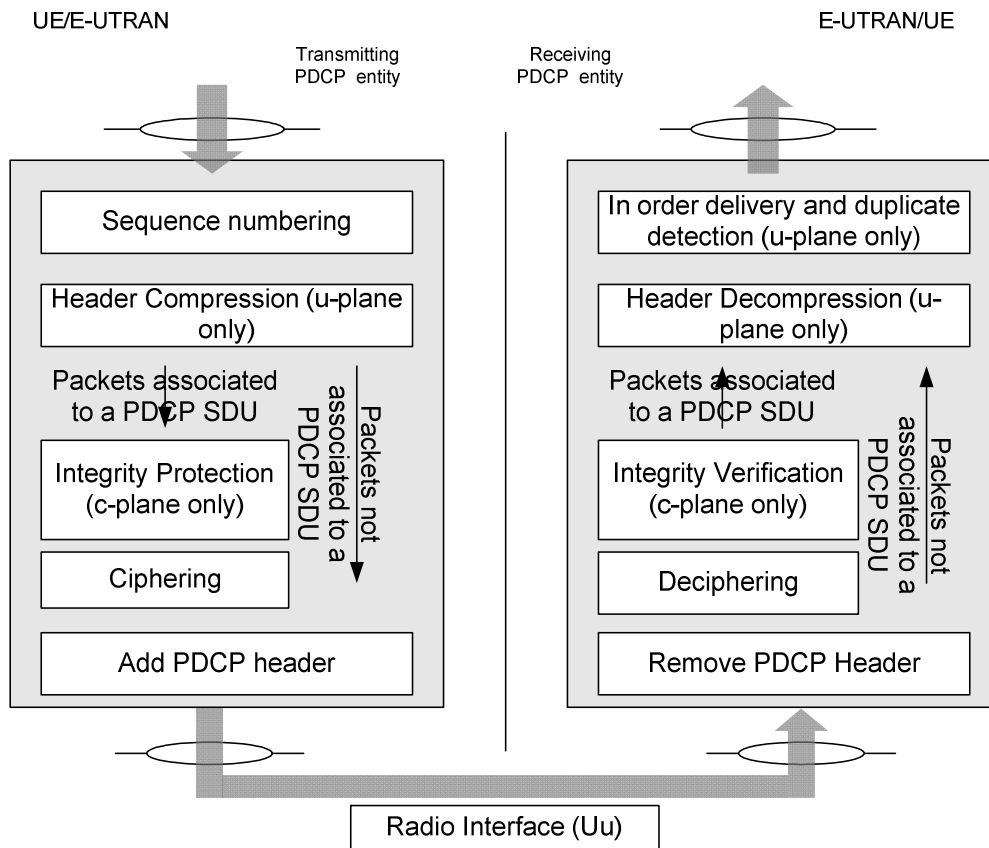 UE/E-UTRAN
E-UTRAN/UE
Transmitting
PDCP entity
Receiving
PDCP entity
Sequence numbering
Header Compression (u-plane
only)
Packets associated
to a PDCP SDU
Packets not
associated to a
PDCP SDU
Integrity Protection
(c-plane only)
Ciphering
Add PDCP header
In order delivery and duplicate
detection (u-plane only)
Header Decompression (u-
plane only)
Packets associated
to a PDCP SDU
Packets not
associated to a
PDCP SDU
Integrity Verification
(c-plane only)
Deciphering
Remove PDCP Header
Radio Interface (Uu)